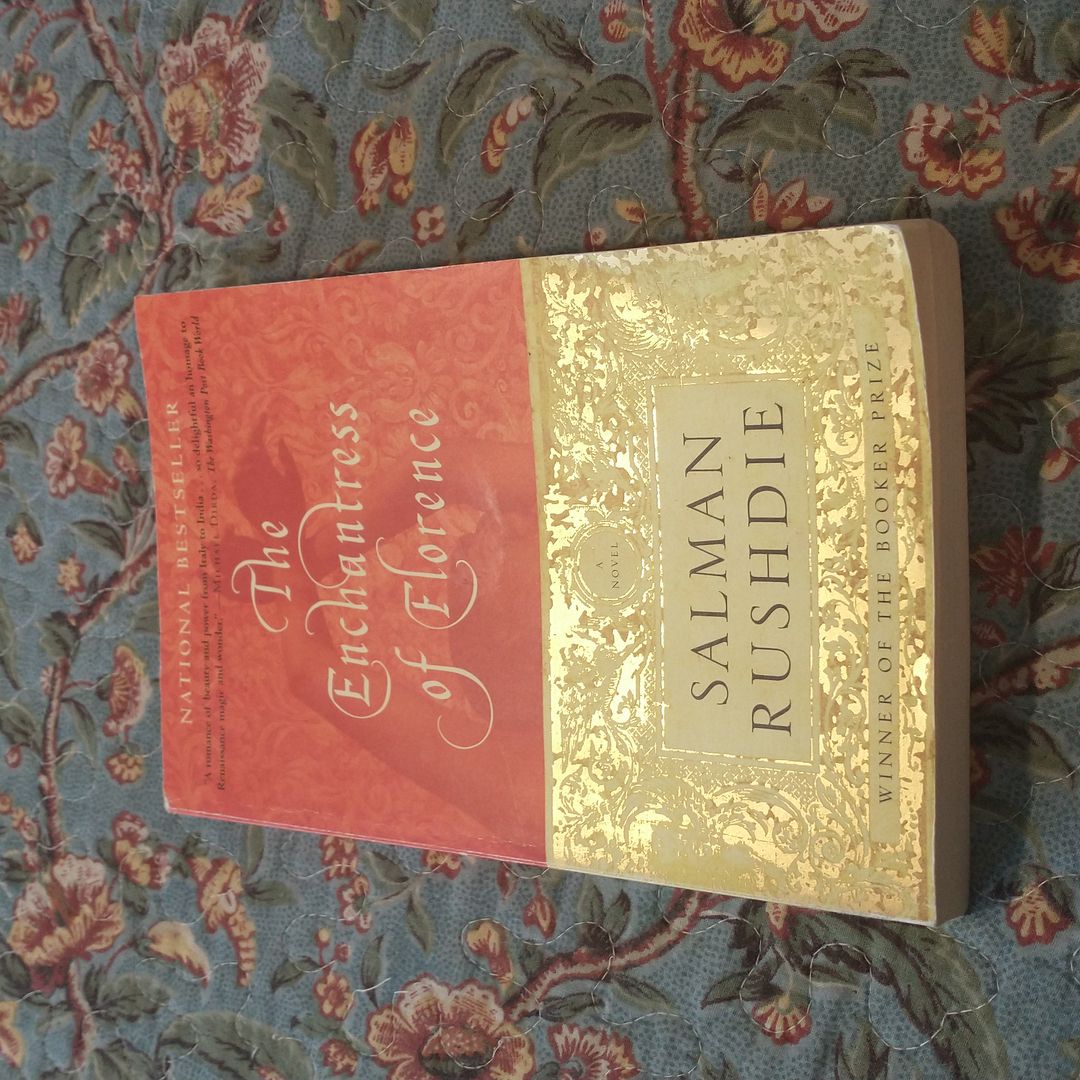 NATIONAL BESTSELLER
"A romance of beauty and power from Italy to India . . . so delightful an homage to
Renaissance magic and wonder." —MICHAEL DIRDA, The Washington Post Book World
The
Enchantress
of Florence
A
NOVEL
SALMAN
RUSHDIE
WINNER OF THE BOOKER PRIZE